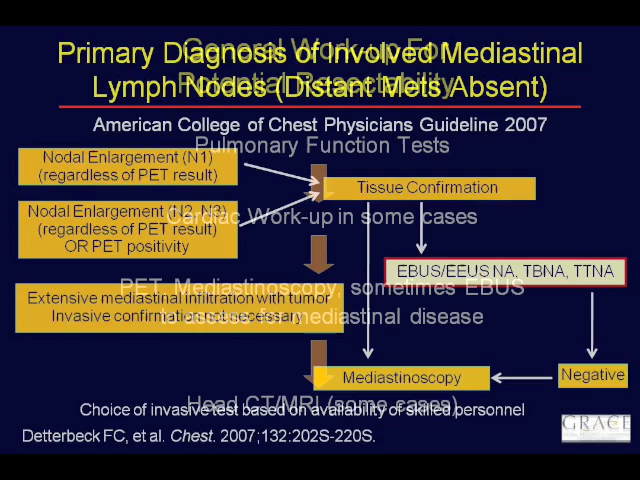 General Work-up For
Potential Resectability
Primary Diagnosis of Involved Mediastinal
Lymph Nodes (Distant Mets Absent)
American College of Chest Physicians Guideline 2007
Pulmonary Function Tests
Nodal Enlargement (N1)
(regardless of PET result)
Tissue Confirmation
Nodal Enlargement (N2, N3)
(regardless of PET result)
OR PET positivity
Cardiac Work-up in some cases
EBUS/EEUS NA, TBNA, TTNA
PET, Mediastinoscopy, sometimes EBUS
to assess for mediastinal disease
Extensive mediastinal infiltration with tumor
Invasive confirmation not necessary
Mediastinoscopy
Negative
Head CT/MRI (some cases)
Choice of invasive test based on availability of skilled personnel
Detterbeck FC, et al. Chest. 2007;132:202S-220S.
GRACE